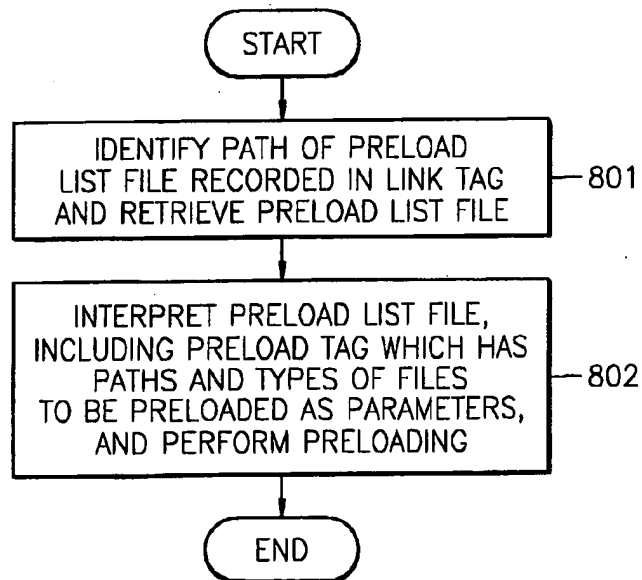 START
IDENTIFY PATH OF PRELOAD
LIST FILE RECORDED IN LINK TAG
AND RETRIEVE PRELOAD LIST FILE
801
INTERPRET PRELOAD LIST FILE,
INCLUDING PRELOAD TAG WHICH HAS
PATHS AND TYPES OF FILES
TO BE PRELOADED AS PARAMETERS,
AND PERFORM PRELOADING
802
END